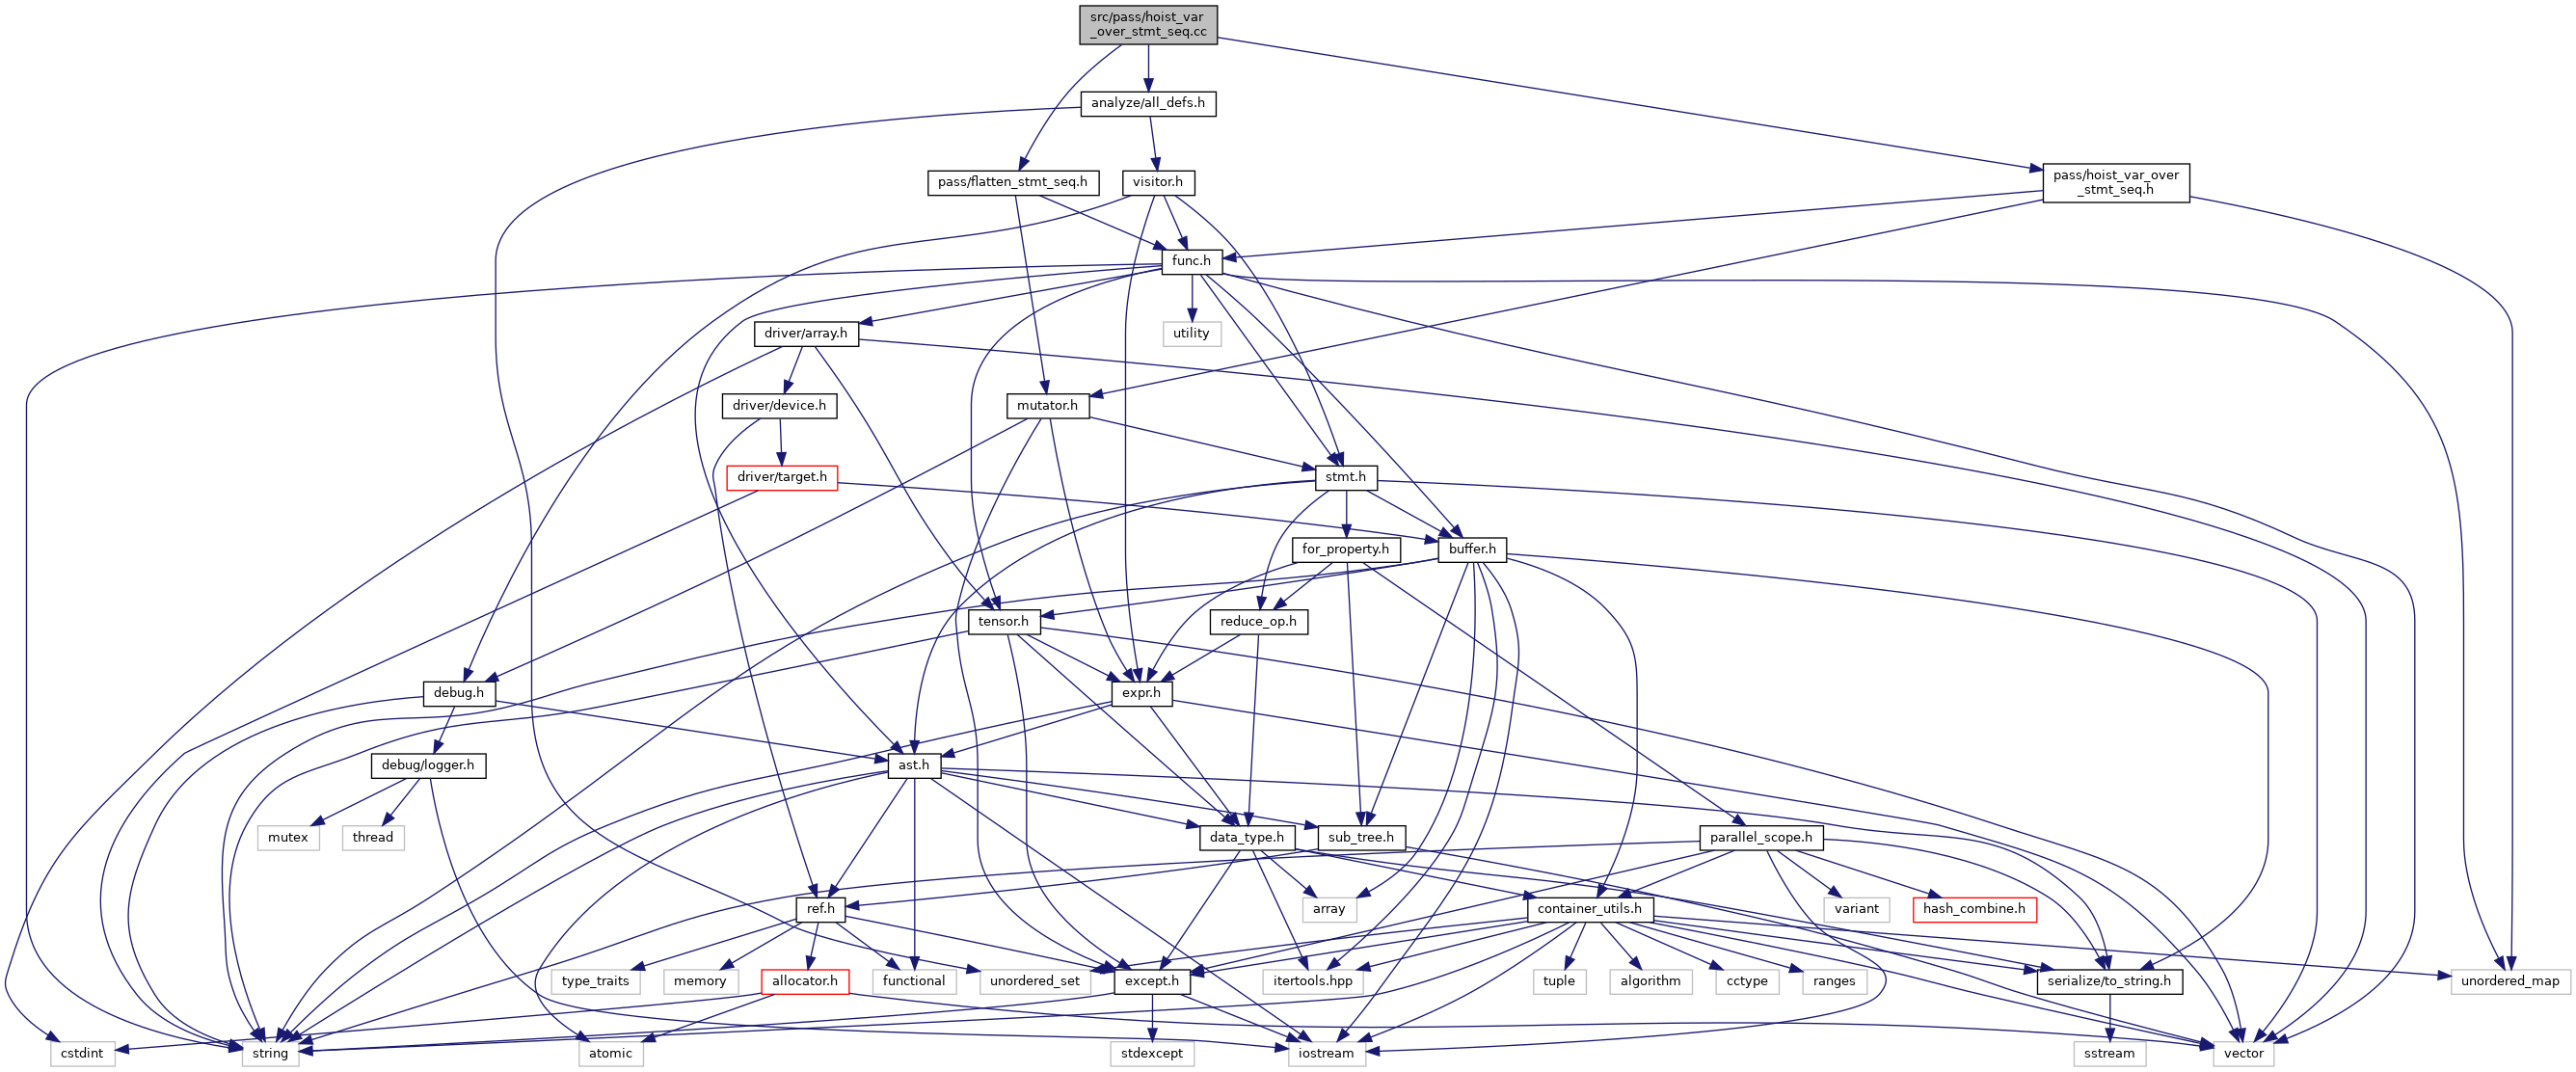 src/pass/hoist_var
_over_stmt_seq.cc
analyze/all_defs.h
pass/flatten_stmt_seq.h
visitor.h
pass/hoist_var_over
_stmt_seq.h
func.h
driver/array.h
utility
driver/device.h
mutator.h
driver/target.h
stmt.h
for_property.h
buffer.h
tensor.h
reduce_op.h
debug.h
expr.h
debug/logger.h
ast.h
mutex
thread
data_type.h
sub_tree.h
parallel_scope.h
ref.h
array
container_utils.h
variant
hash_combine.h
type_traits
memory
allocator.h
functional
unordered_set
except.h
itertools.hpp
tuple
algorithm
cctype
ranges
serialize/to_string.h
unordered_map
cstdint
string
atomic
stdexcept
iostream
sstream
vector